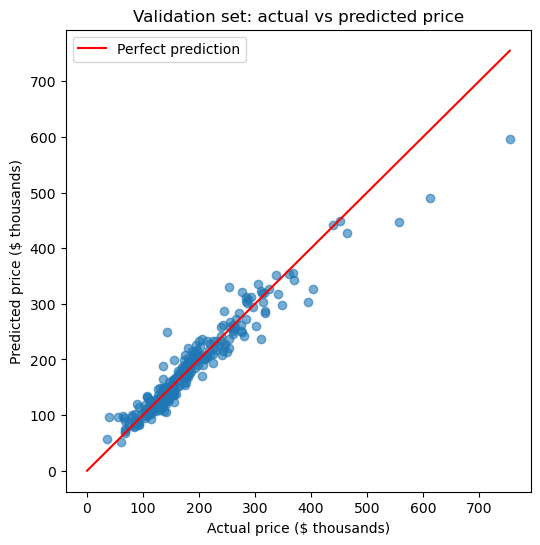 Validation set: actual vs predicted price
Perfect prediction
Predicted price ($ thousands)
700
600
500
400
300
200
100
0
0 100 200 300 400 500 600 700
Actual price ($ thousands)